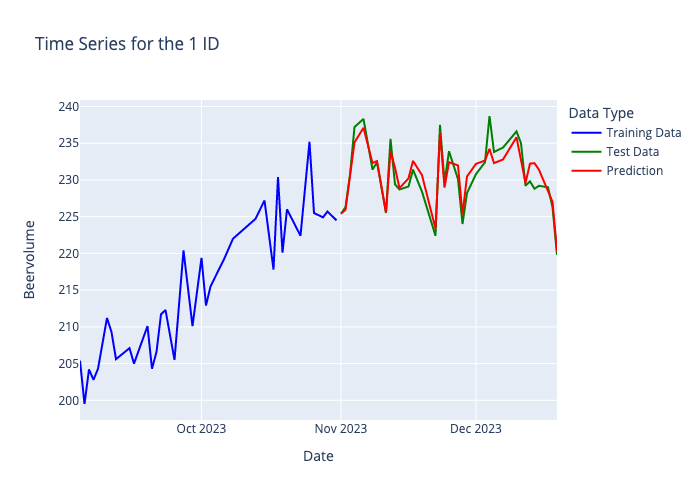 Time Series for the 1 ID
Data Type
Training Data
Test Data
Prediction
Beervolume
240
235
230
225
220
215
210
205
200
Oct 2023
Nov 2023
Dec 2023
Date